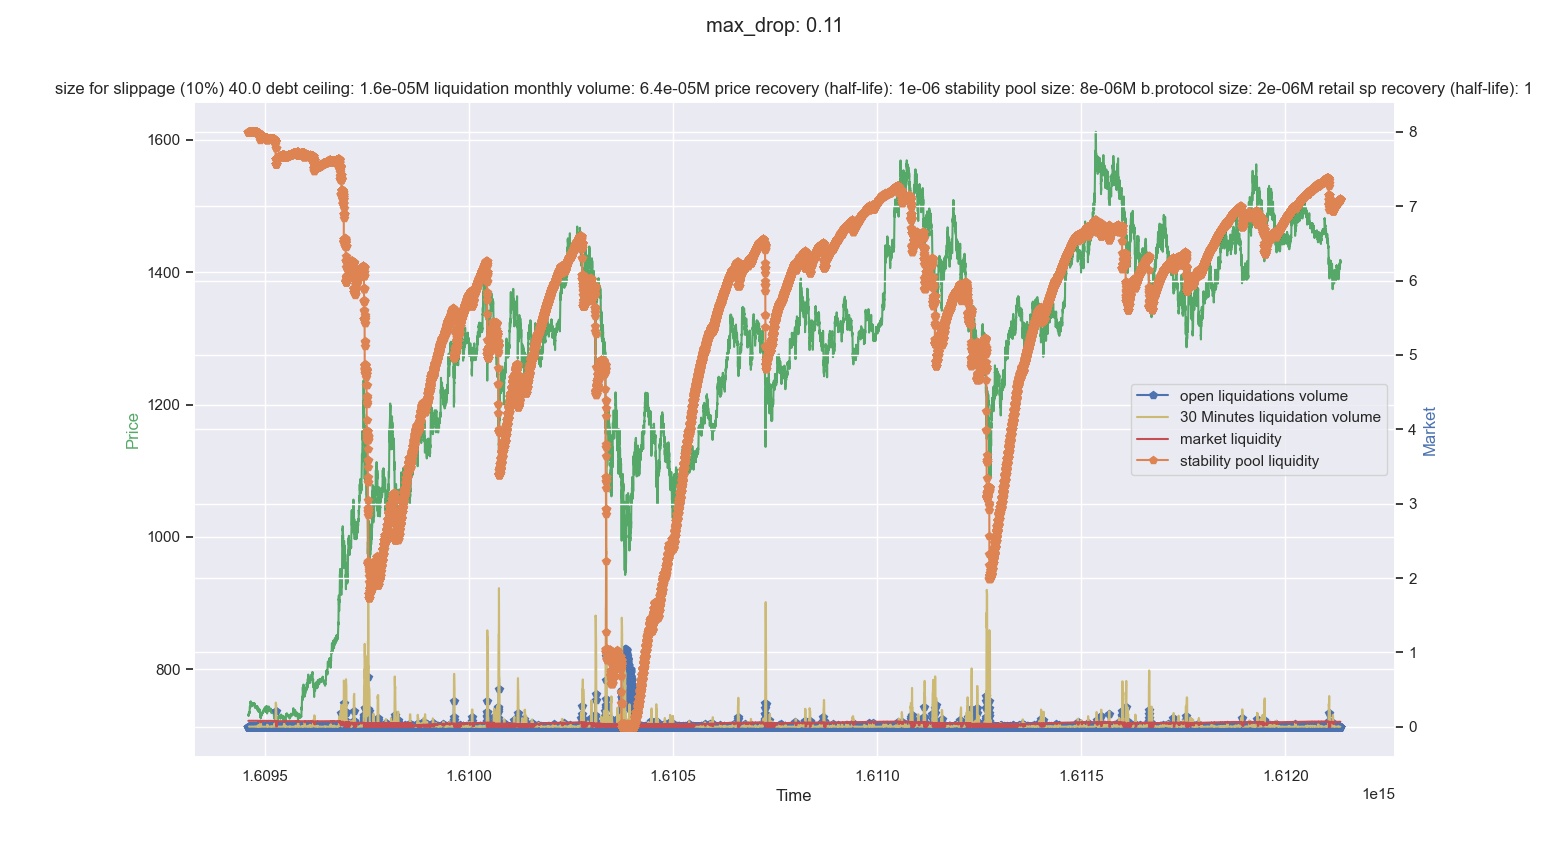 max_drop: 0.11
size for slippage (10%) 40.0 debt ceiling: 1.6e-05M liquidation monthly volume: 6.4e-05M price recovery (half-life): 1e-06 stability pool size: 8e-06M b.protocol size: 2e-06M retail sp recovery (half-life): 1
1600
1400
1200
1000
800
Price
8
7
6
5
4
3
2
1
0
Market
open liquidations volume
30 Minutes liquidation volume
market liquidity
stability pool liquidity
1.6095
1.6100
1.6105
1.6110
1.6115
1.6120
1e15
Time